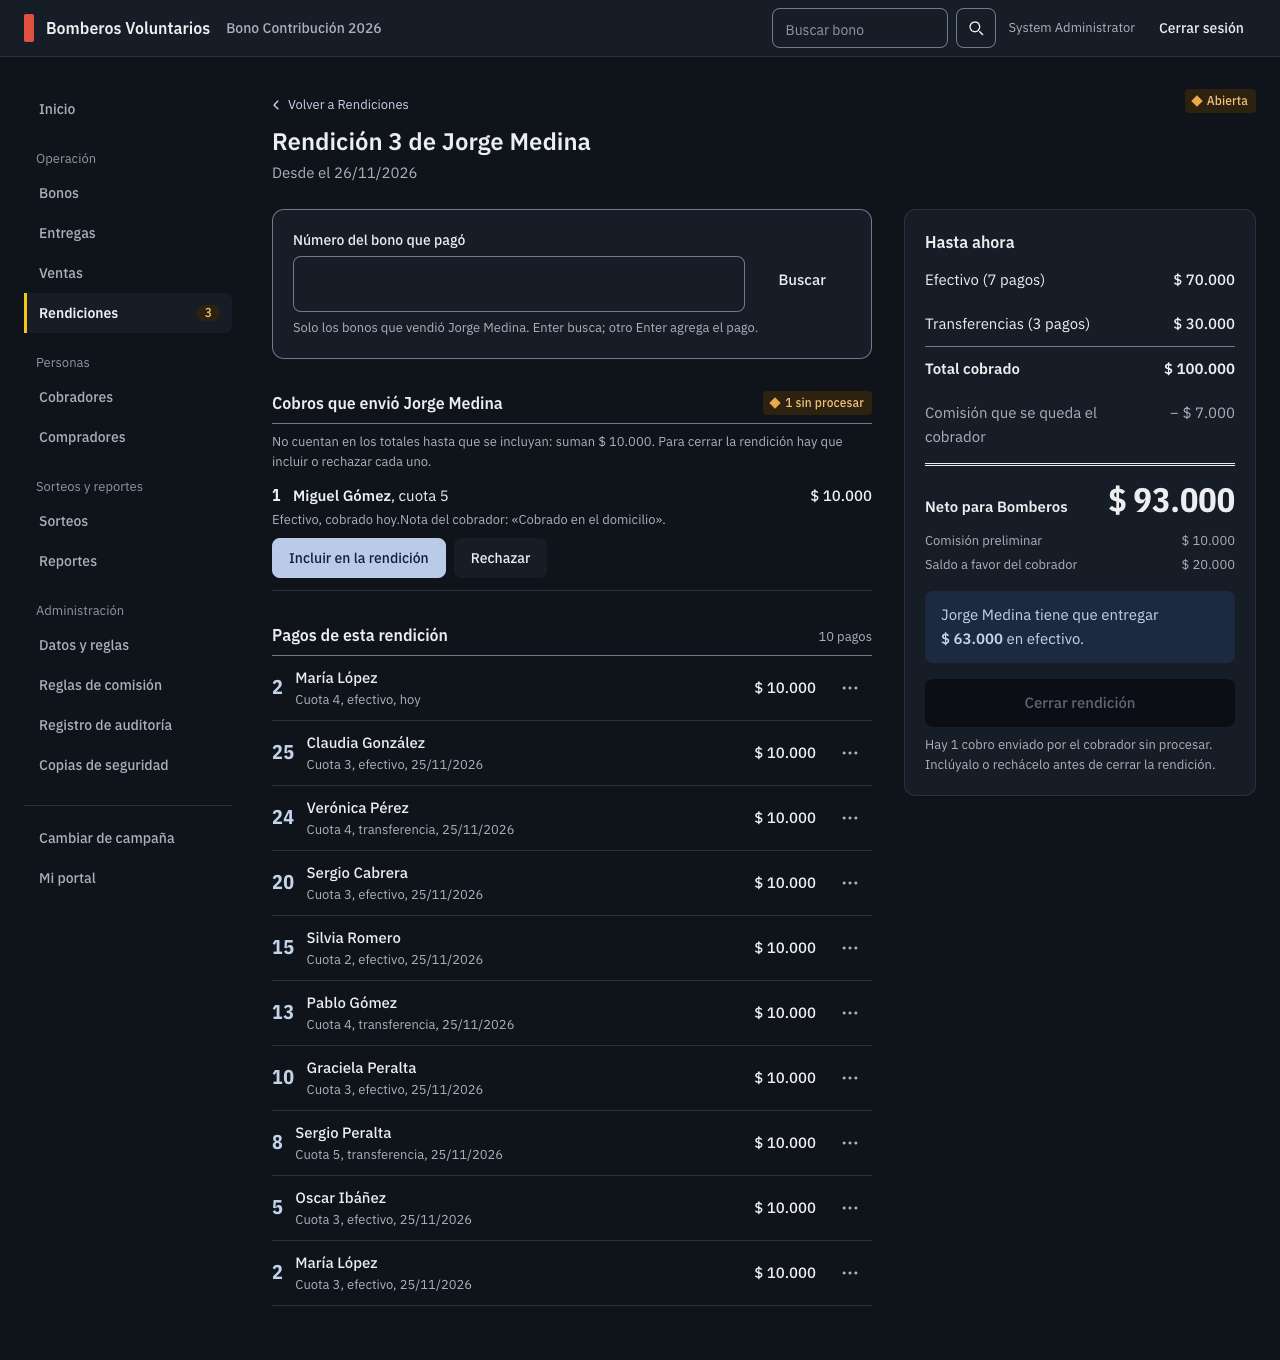 Bomberos Voluntarios
Bono Contribución 2026
Buscar bono
System Administrator
Cerrar sesión
Inicio
Operación
Bonos
Entregas
Ventas
Rendiciones 3
Personas
Cobradores
Compradores
Sorteos y reportes
Sorteos
Reportes
Administración
Datos y reglas
Reglas de comisión
Registro de auditoría
Copias de seguridad
Cambiar de campaña
Mi portal
Volver a Rendiciones
Abierta
Rendición 3 de Jorge Medina
Desde el 26/11/2026
Número del bono que pagó
Buscar
Solo los bonos que vendió Jorge Medina. Enter busca; otro Enter agrega el pago.
Cobros que envió Jorge Medina
1 sin procesar
No cuentan en los totales hasta que se incluyan: suman $ 10.000. Para cerrar la rendición hay que
incluir o rechazar cada uno.
1 Miguel Gómez, cuota 5 $ 10.000
Efectivo, cobrado hoy.Nota del cobrador: «Cobrado en el domicilio».
Incluir en la rendición
Rechazar
Pagos de esta rendición
10 pagos
2 María López $ 10.000
Cuota 4, efectivo, hoy
25 Claudia González $ 10.000
Cuota 3, efectivo, 25/11/2026
24 Verónica Pérez $ 10.000
Cuota 4, transferencia, 25/11/2026
20 Sergio Cabrera $ 10.000
Cuota 3, efectivo, 25/11/2026
15 Silvia Romero $ 10.000
Cuota 2, efectivo, 25/11/2026
13 Pablo Gómez $ 10.000
Cuota 4, transferencia, 25/11/2026
10 Graciela Peralta $ 10.000
Cuota 3, efectivo, 25/11/2026
8 Sergio Peralta $ 10.000
Cuota 5, transferencia, 25/11/2026
5 Oscar Ibáñez $ 10.000
Cuota 3, efectivo, 25/11/2026
2 María López $ 10.000
Cuota 3, efectivo, 25/11/2026
Hasta ahora
Efectivo (7 pagos) $ 70.000
Transferencias (3 pagos) $ 30.000
Total cobrado $ 100.000
Comisión que se queda el − $ 7.000
cobrador
Neto para Bomberos $ 93.000
Comisión preliminar $ 10.000
Saldo a favor del cobrador $ 20.000
Jorge Medina tiene que entregar
$ 63.000 en efectivo.
Cerrar rendición
Hay 1 cobro enviado por el cobrador sin procesar.
Inclúyalo o rechácelo antes de cerrar la rendición.